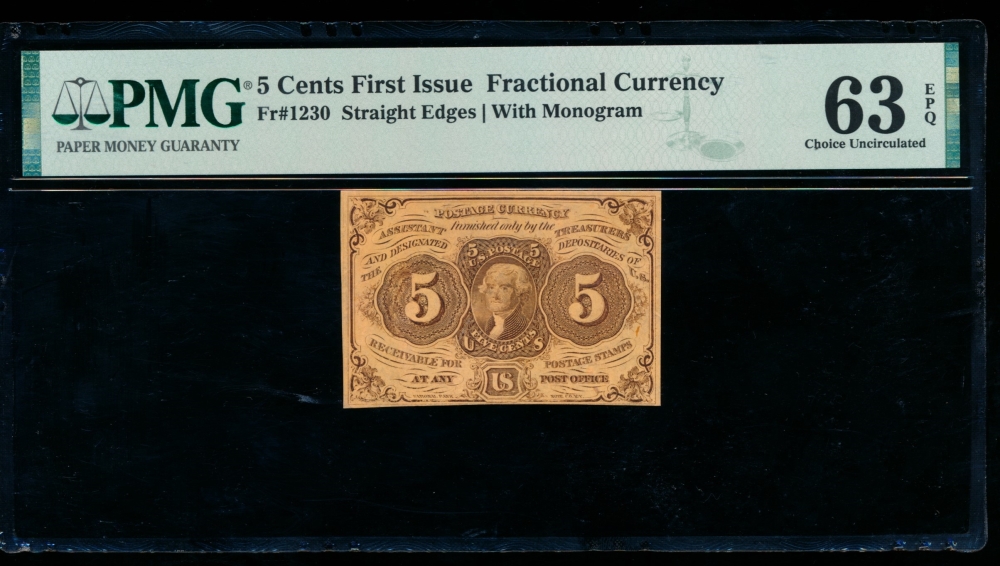 PMG®
PAPER MONEY GUARANTY
5 Cents First Issue Fractional Currency
Fr#1230 Straight Edges | With Monogram
63 EPQ
Choice Uncirculated
POSTAGE CURRENCY
furnished only by the
ASSISTANT TREASURERS
AND DESIGNATED DEPOSITARIES OF
THE U.S.
5 5
U.S. POSTAGE
5 5
FIVE CENTS
U S
RECEIVABLE FOR POSTAGE STAMPS
AT ANY US POST OFFICE